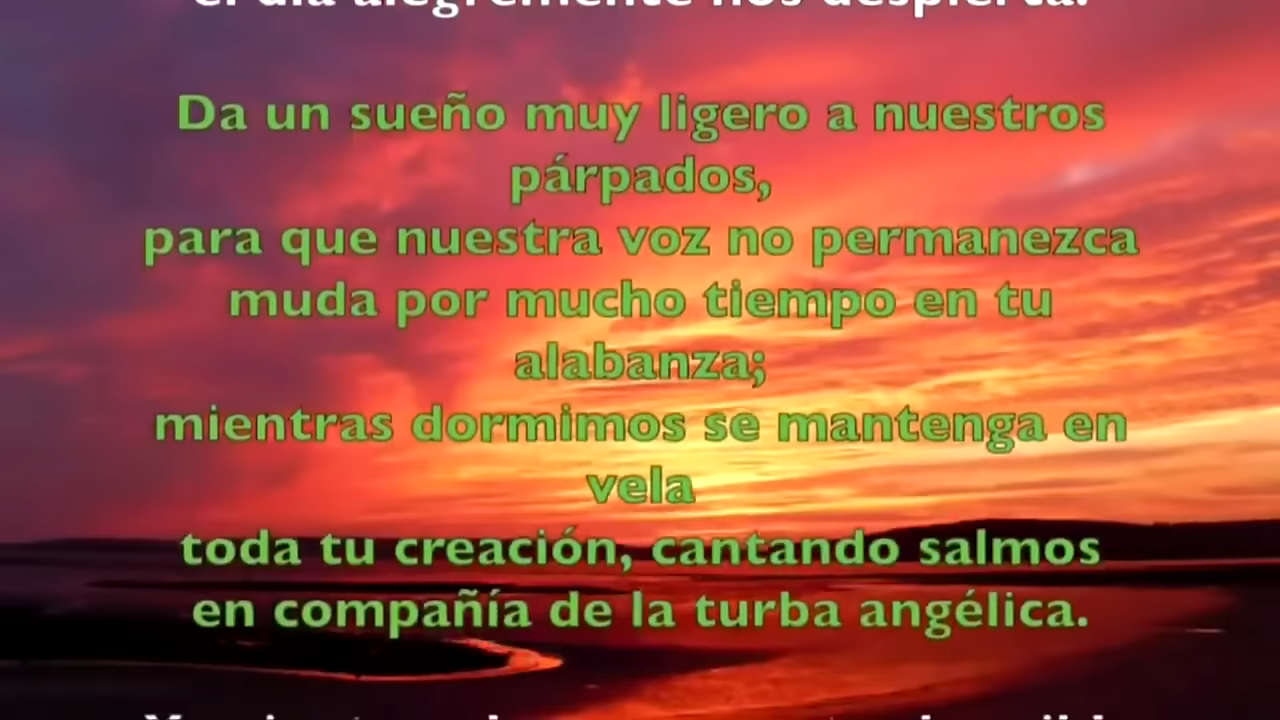 el día alegremente nos despierta.
Da un sueño muy ligero a nuestros
párpados,
para que nuestra voz no permanezca
muda por mucho tiempo en tu
alabanza;
mientras dormimos se mantenga en
vela
toda tu creación, cantando salmos
en compañía de la turba angélica.